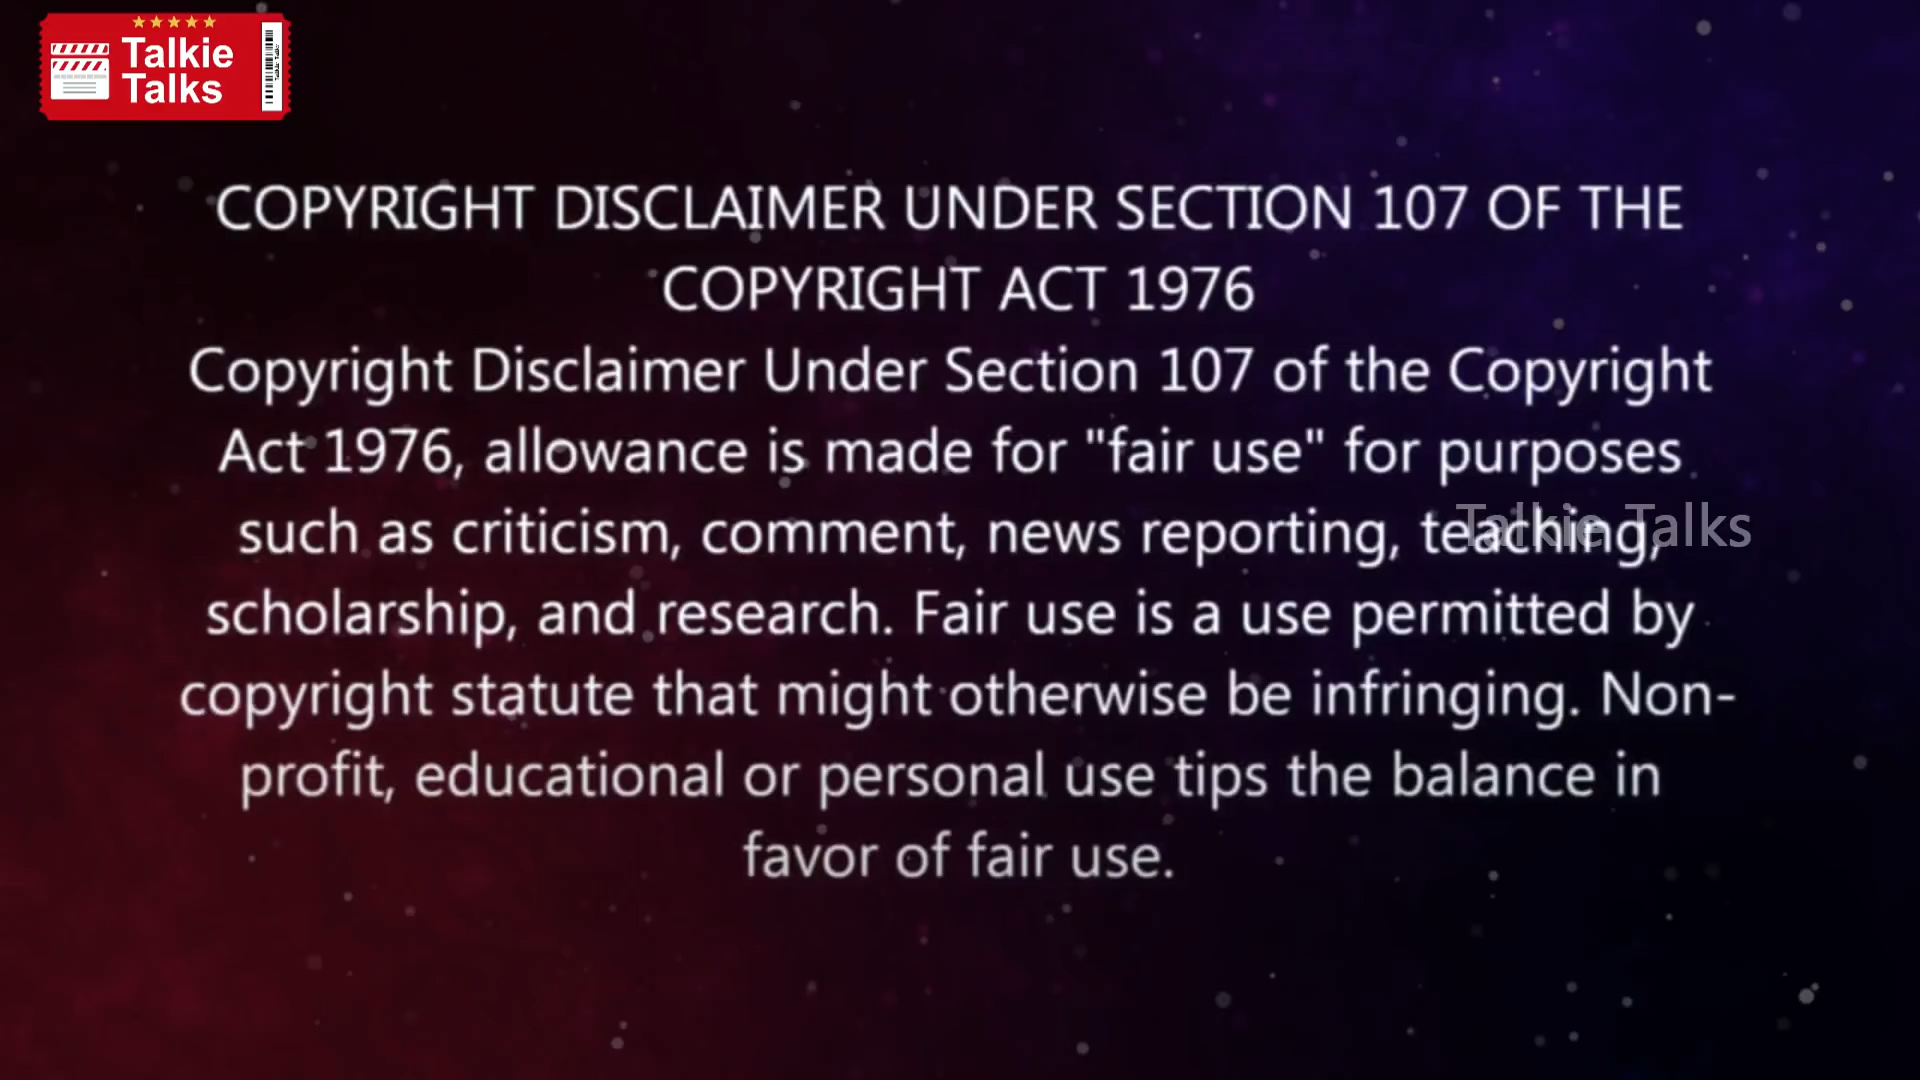 Talkie
Talks
COPYRIGHT DISCLAIMER UNDER SECTION 107 OF THE
COPYRIGHT ACT 1976
Copyright Disclaimer Under Section 107 of the Copyright
Act 1976, allowance is made for "fair use" for purposes
such as criticism, comment, news reporting, teaching,
Talkie Talks
scholarship, and research. Fair use is a use permitted by
copyright statute that might otherwise be infringing. Non-
profit, educational or personal use tips the balance in
favor of fair use.